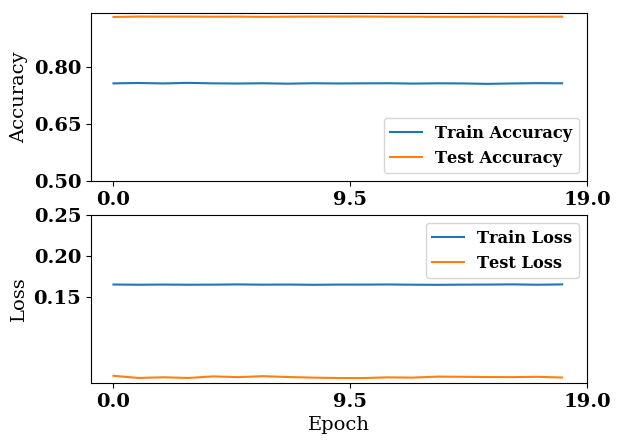 Accuracy
0.80
0.65
0.50
Train Accuracy
Test Accuracy
0.0 9.5 19.0
Loss
0.25
0.20
0.15
Train Loss
Test Loss
0.0 9.5 19.0
Epoch